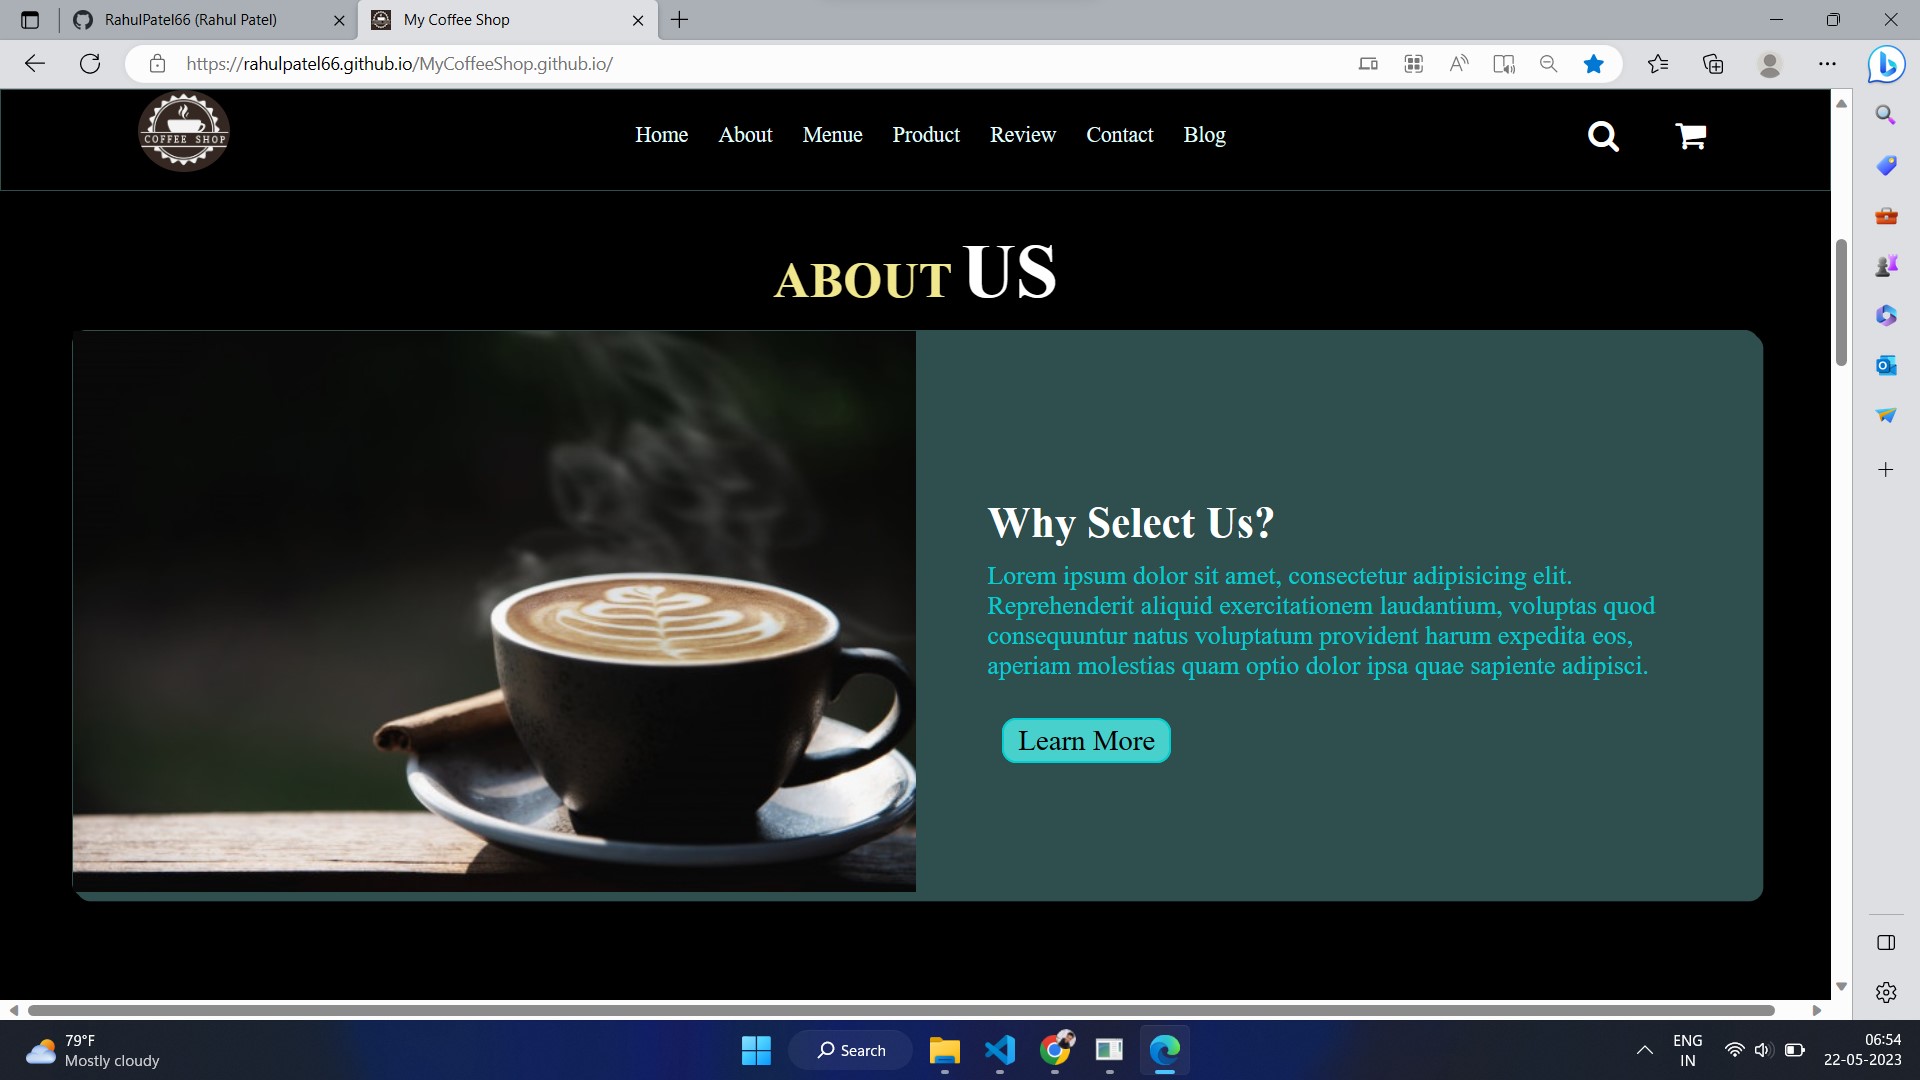 RahulPatel66 (Rahul Patel)
My Coffee Shop
https://rahulpatel66.github.io/MyCoffeeShop.github.io/
COFFEE SHOP
Home About Menue Product Review Contact Blog
ABOUT US
Why Select Us?
Lorem ipsum dolor sit amet, consectetur adipisicing elit.
Reprehenderit aliquid exercitationem laudantium, voluptas quod
consequuntur natus voluptatum provident harum expedita eos,
aperiam molestias quam optio dolor ipsa quae sapiente adipisci.
Learn More
79°F
Mostly cloudy
Search
ENG
IN
06:54
22-05-2023